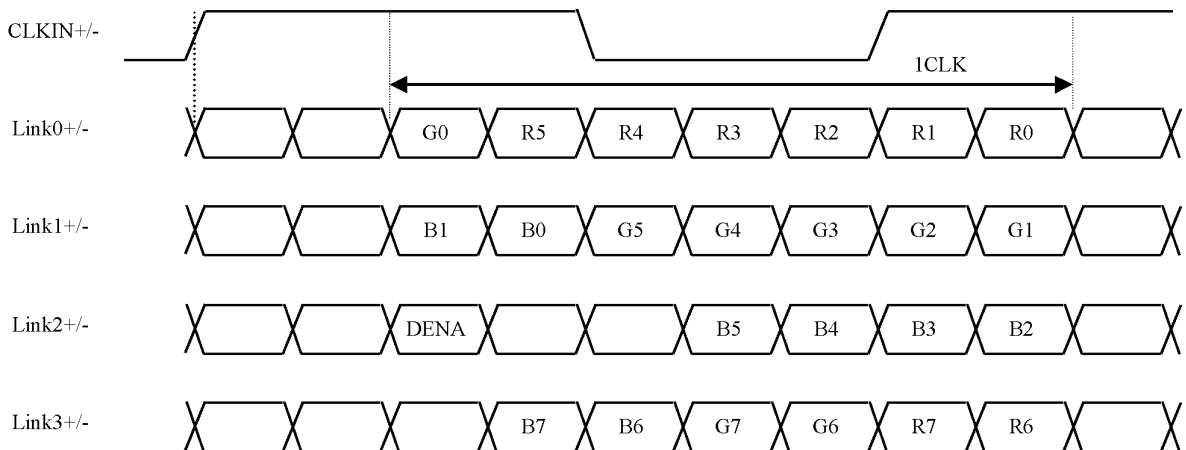 CLKIN+/-
1CLK
Link0+/- G0 R5 R4 R3 R2 R1 R0
Link1+/- B1 B0 G5 G4 G3 G2 G1
Link2+/- DENA B5 B4 B3 B2
Link3+/- B7 B6 G7 G6 R7 R6